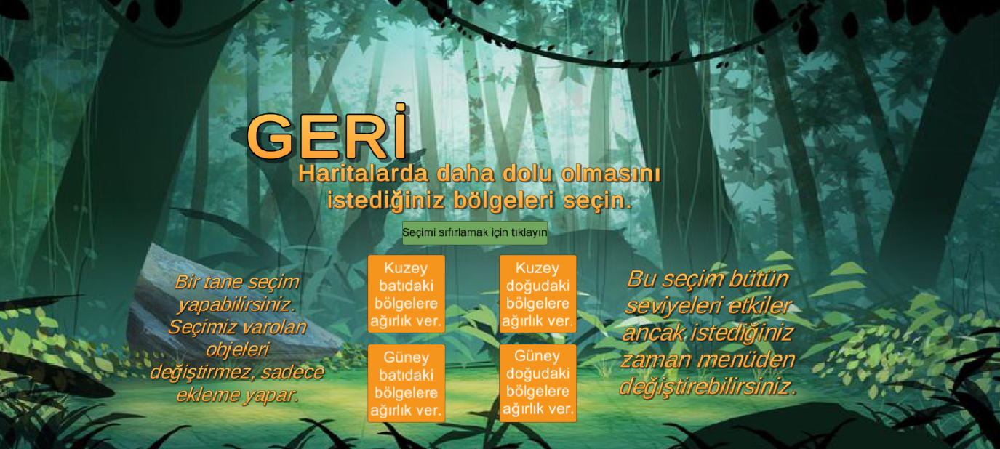 GERİ
Haritalarda daha dolu olmasını
istediğiniz bölgeleri seçin.
Seçimi sıfırlamak için tıklayın
Bir tane seçim
yapabilirsiniz.
Seçimiz varolan
objeleri
değiştirmez, sadece
ekleme yapar.
Kuzey
batıdaki
bölgelere
ağırlık ver.
Kuzey
doğudaki
bölgelere
ağırlık ver.
Güney
batıdaki
bölgelere
ağırlık ver.
Güney
doğudaki
bölgelere
ağırlık ver.
Bu seçim bütün
seviyeleri etkiler
ancak istediğiniz
zaman menüden
değiştirebilirsiniz.